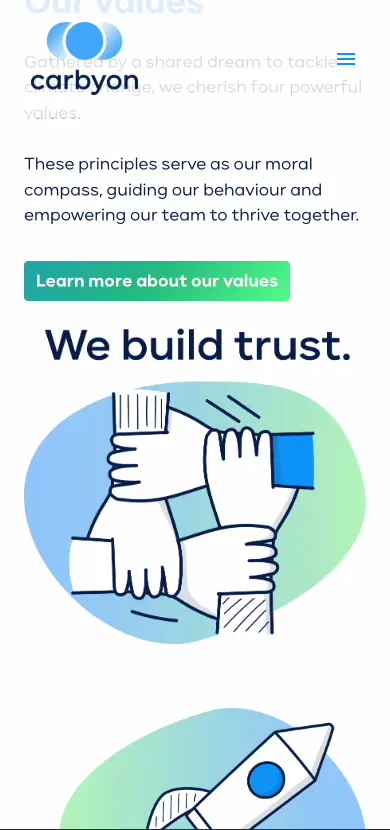 Our values
carbyon
Gathered by a shared dream to tackle
climate change, we cherish four powerful
values.
These principles serve as our moral
compass, guiding our behaviour and
empowering our team to thrive together.
Learn more about our values
We build trust.